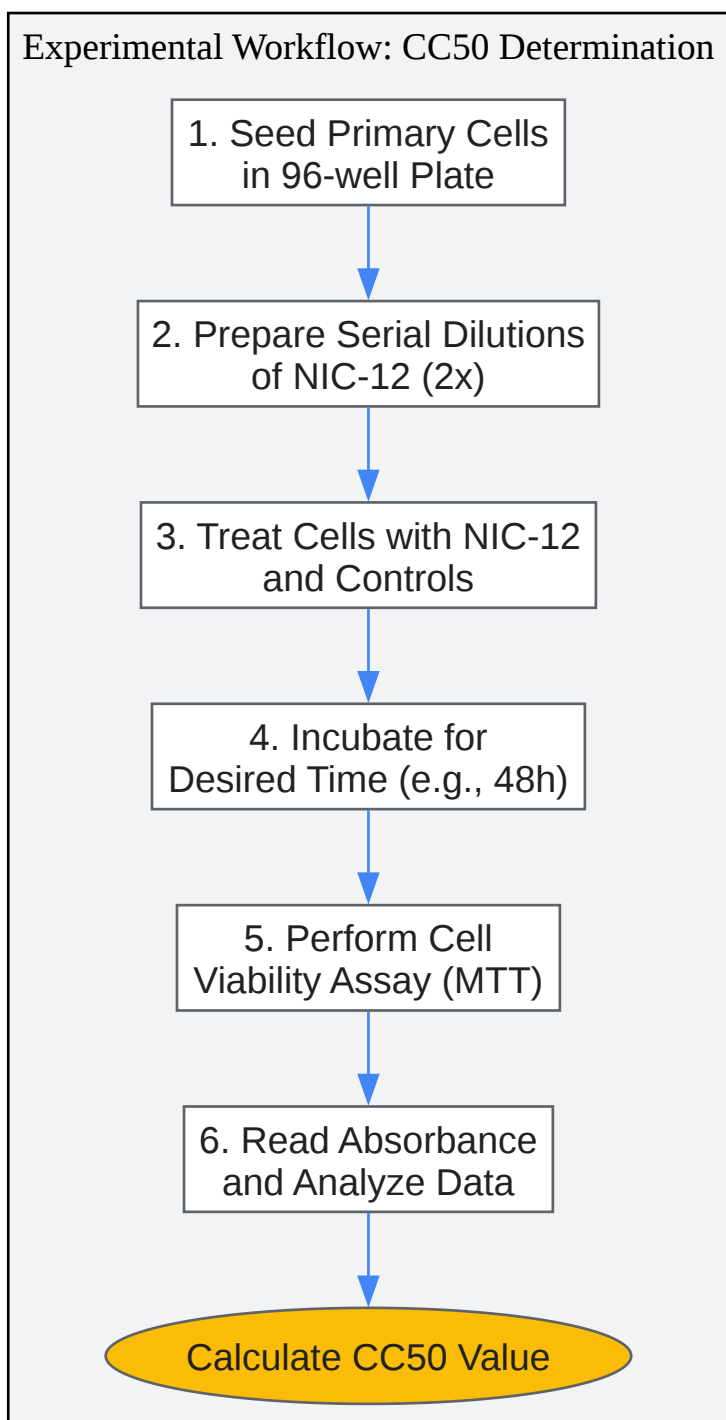 Experimental Workflow: CC50 Determination
1. Seed Primary Cells
in 96-well Plate
2. Prepare Serial Dilutions
of NIC-12 (2x)
3. Treat Cells with NIC-12
and Controls
4. Incubate for
Desired Time (e.g., 48h)
5. Perform Cell
Viability Assay (MTT)
6. Read Absorbance
and Analyze Data
Calculate CC50 Value